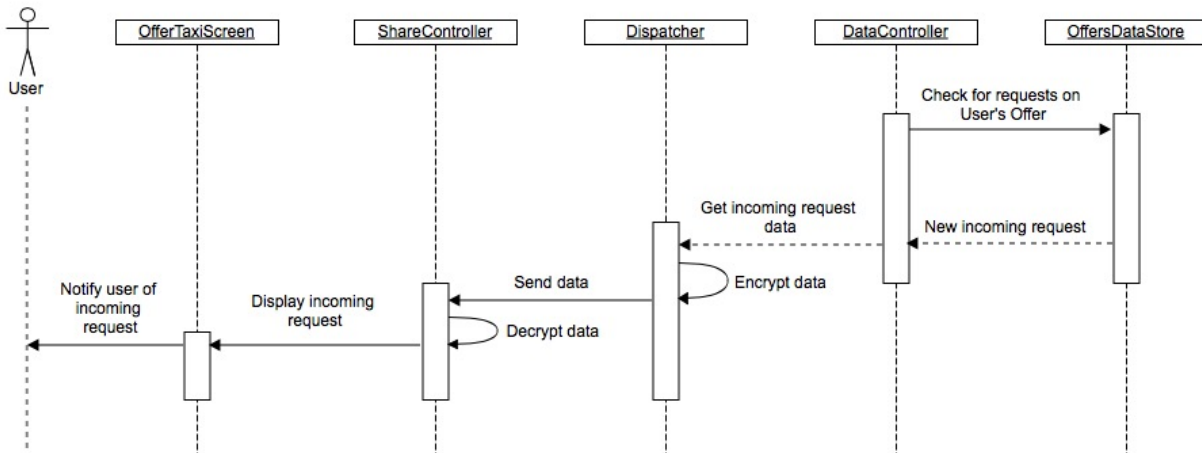 OfferTaxiScreen
ShareController
Dispatcher
DataController
OffersDataStore
User
Check for requests on
User's Offer
Get incoming request
data
New incoming request
Encrypt data
Send data
Notify user of
incoming
request
Display incoming
request
Decrypt data